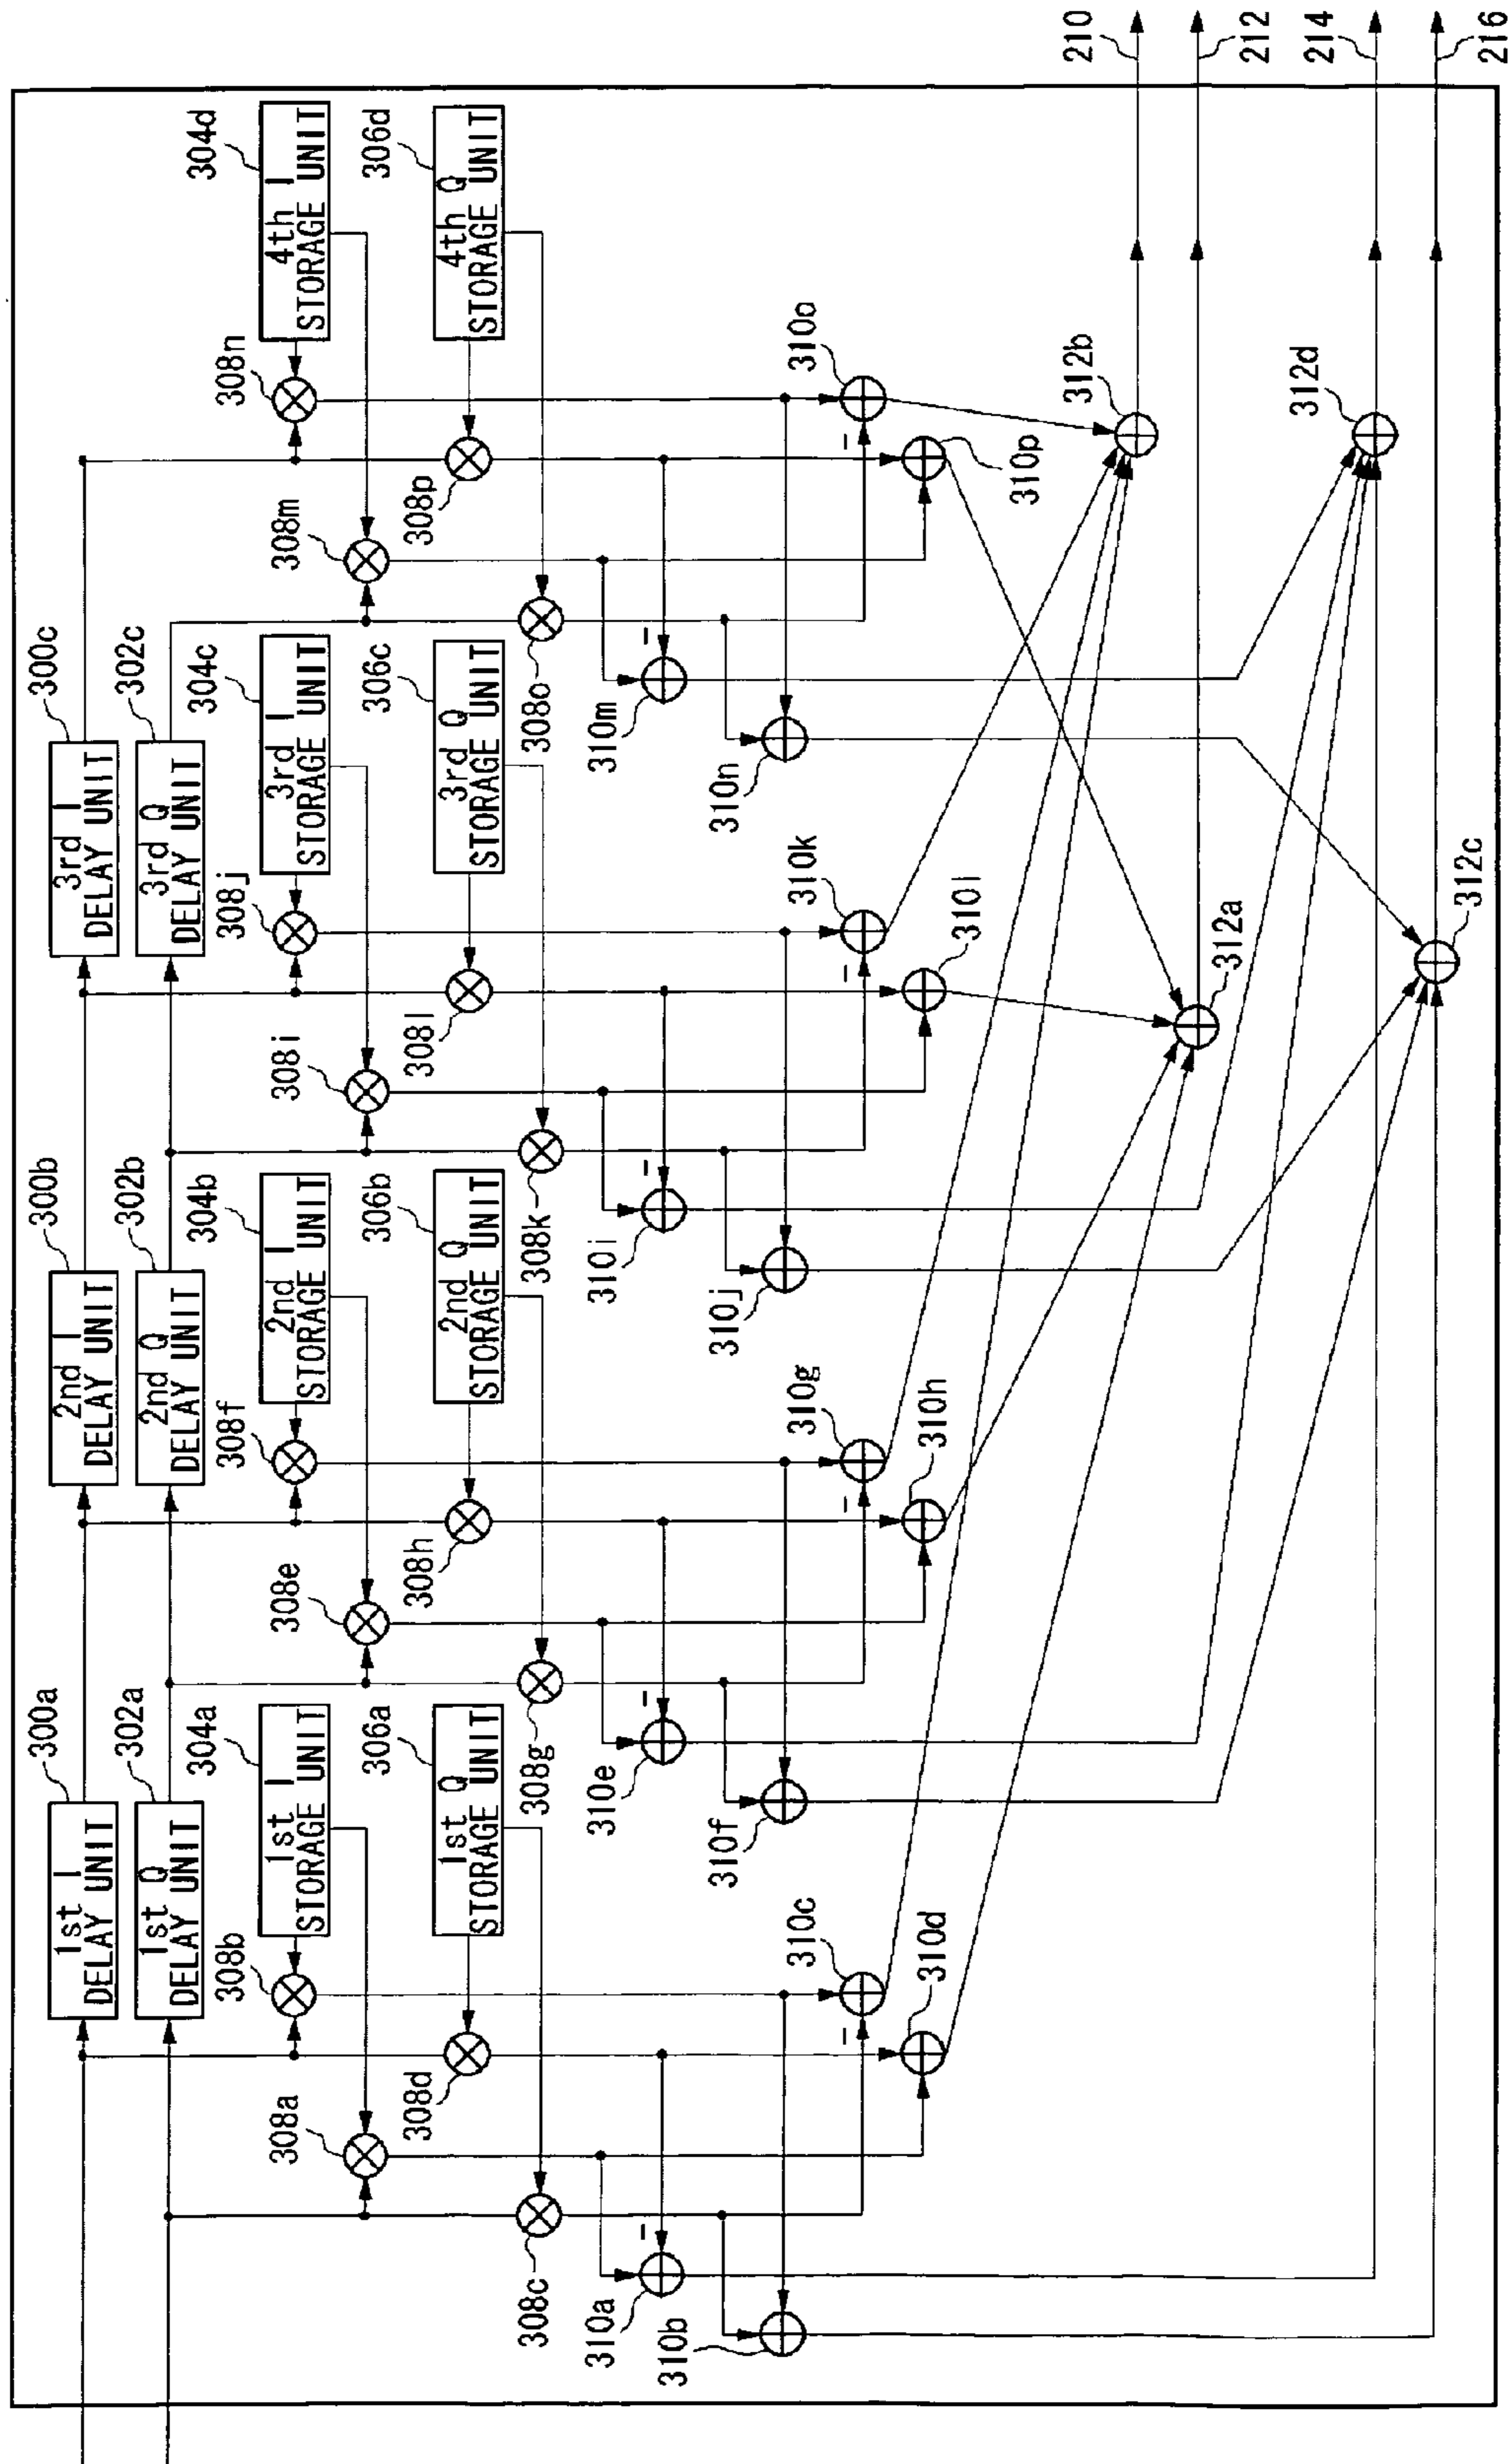 300a
1st I
DELAY UNIT
300b
2nd I
DELAY UNIT
300c
3rd I
DELAY UNIT
302a
1st Q
DELAY UNIT
302b
2nd Q
DELAY UNIT
302c
3rd Q
DELAY UNIT
304a
1st I
STORAGE UNIT
304b
2nd I
STORAGE UNIT
304c
3rd I
STORAGE UNIT
304d
4th I
STORAGE UNIT
306a
1st Q
STORAGE UNIT
306b
2nd Q
STORAGE UNIT
306c
3rd Q
STORAGE UNIT
306d
4th Q
STORAGE UNIT
308a
308b
308c
308d
308e
308f
308g
308h
308i
308j
308k
308l
308m
308n
308o
308p
310a
-
310b
310c
-
310d
310e
-
310f
310g
-
310h
310i
-
310j
310k
-
310l
310m
-
310n
310o
-
310p
312a
312b
312c
312d
210
212
214
216